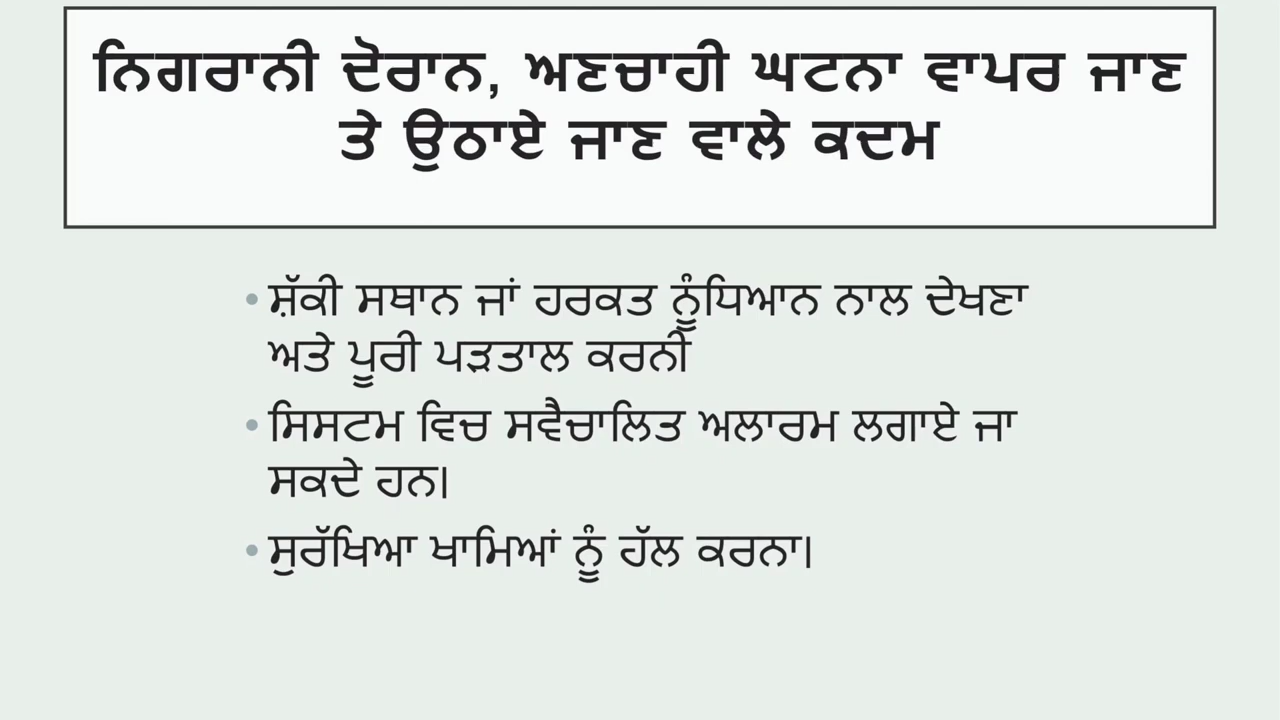 ਨਿਗਰਾਨੀ ਦੋਰਾਨ, ਅਣਚਾਹੀ ਘਟਨਾ ਵਾਪਰ ਜਾਣ
ਤੇ ਉਠਾਏ ਜਾਣ ਵਾਲੇ ਕਦਮ
• ਸ਼ੱਕੀ ਸਥਾਨ ਜਾਂ ਹਰਕਤ ਨੂੰਧਿਆਨ ਨਾਲ ਦੇਖਣਾ
ਅਤੇ ਪੂਰੀ ਪੜਤਾਲ ਕਰਨੀ
• ਸਿਸਟਮ ਵਿਚ ਸਵੈਚਾਲਿਤ ਅਲਾਰਮ ਲਗਾਏ ਜਾ
ਸਕਦੇ ਹਨ।
• ਸੁਰੱਖਿਆ ਖਾਮਿਆਂ ਨੂੰ ਹੱਲ ਕਰਨਾ।